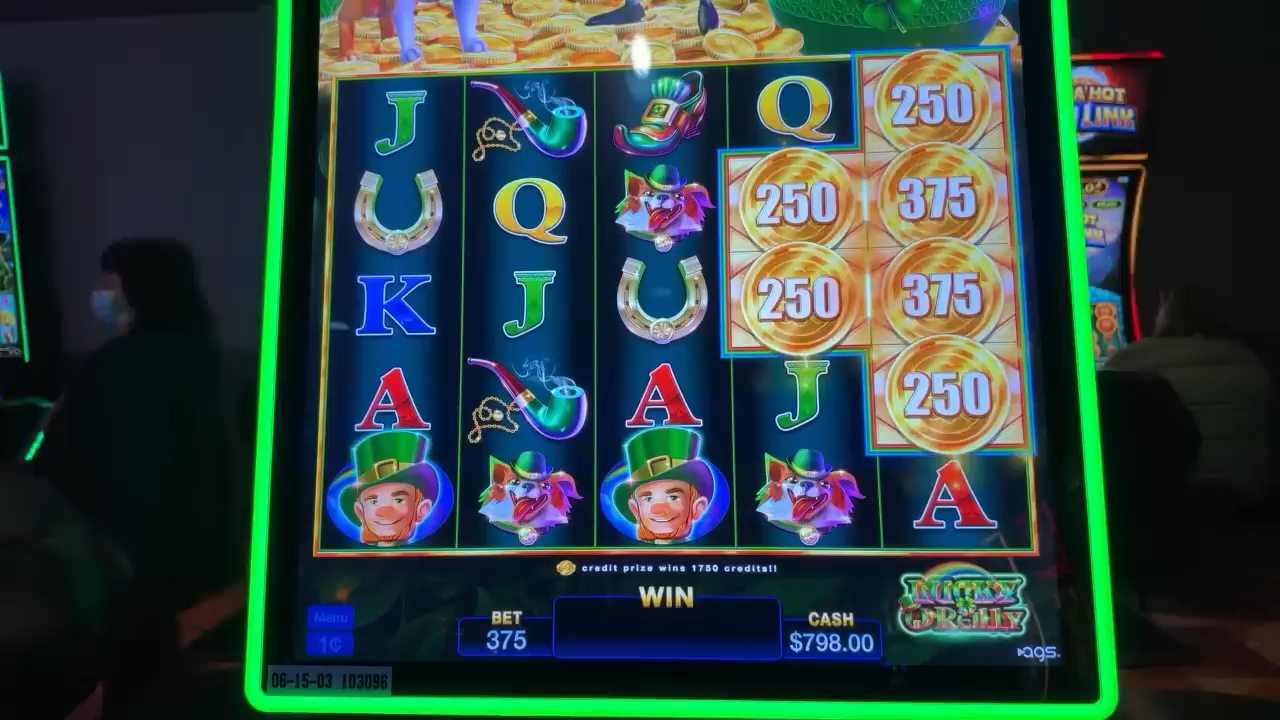 J Q 250
250 375
Q
K J 250 375
A A J 250
A
credit prize wins 1750 credits!!
WIN
BET
375
CASH
$798.00
Menu
1¢
LUCKY
O'REILLY
ags
06-15-03 103096
A HOT
LINK